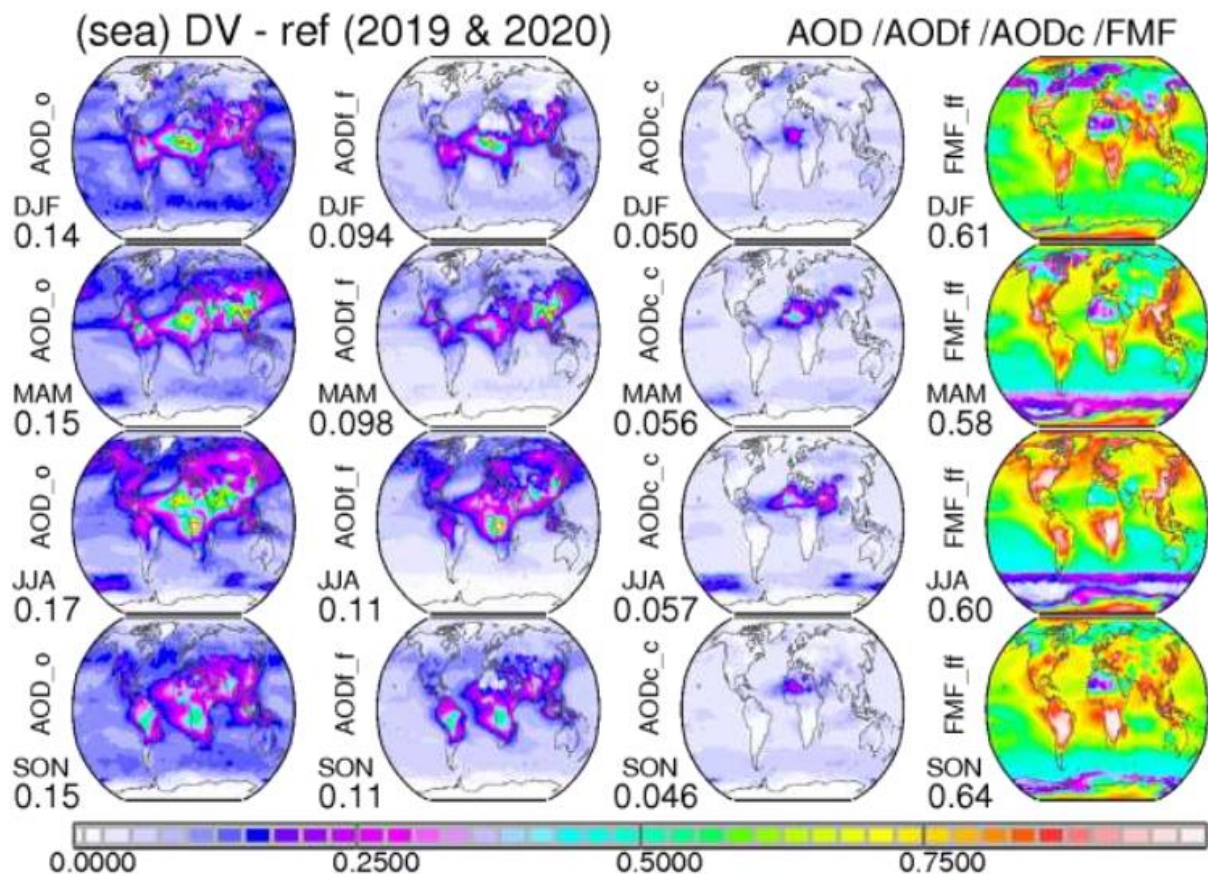 (sea) DV - ref (2019 & 2020) AOD /AODf /AODc /FMF
AOD_o AODf_f AODc_c FMF_ff
DJF DJF DJF DJF
0.14 0.094 0.050 0.61
AOD_o AODf_f AODc_c FMF_ff
MAM MAM MAM MAM
0.15 0.098 0.056 0.58
AOD_o AODf_f AODc_c FMF_ff
JJA JJA JJA JJA
0.17 0.11 0.057 0.60
AOD_o AODf_f AODc_c FMF_ff
SON SON SON SON
0.15 0.11 0.046 0.64
0.0000 0.2500 0.5000 0.7500